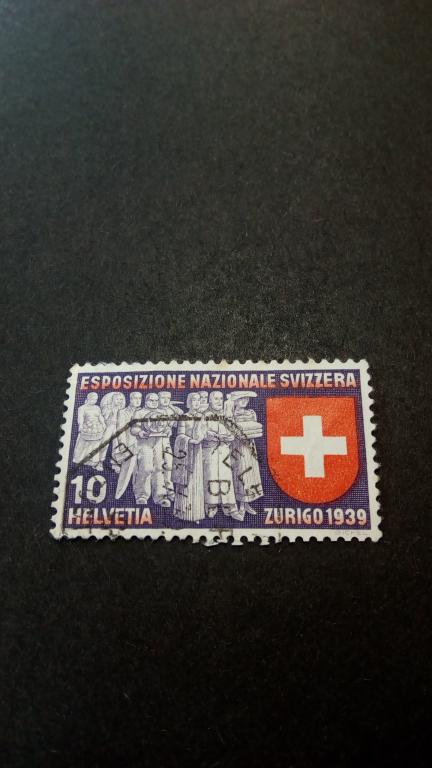 ESPOSIZIONE NAZIONALE SVIZZERA
10
HELVETIA
ZURIGO 1939